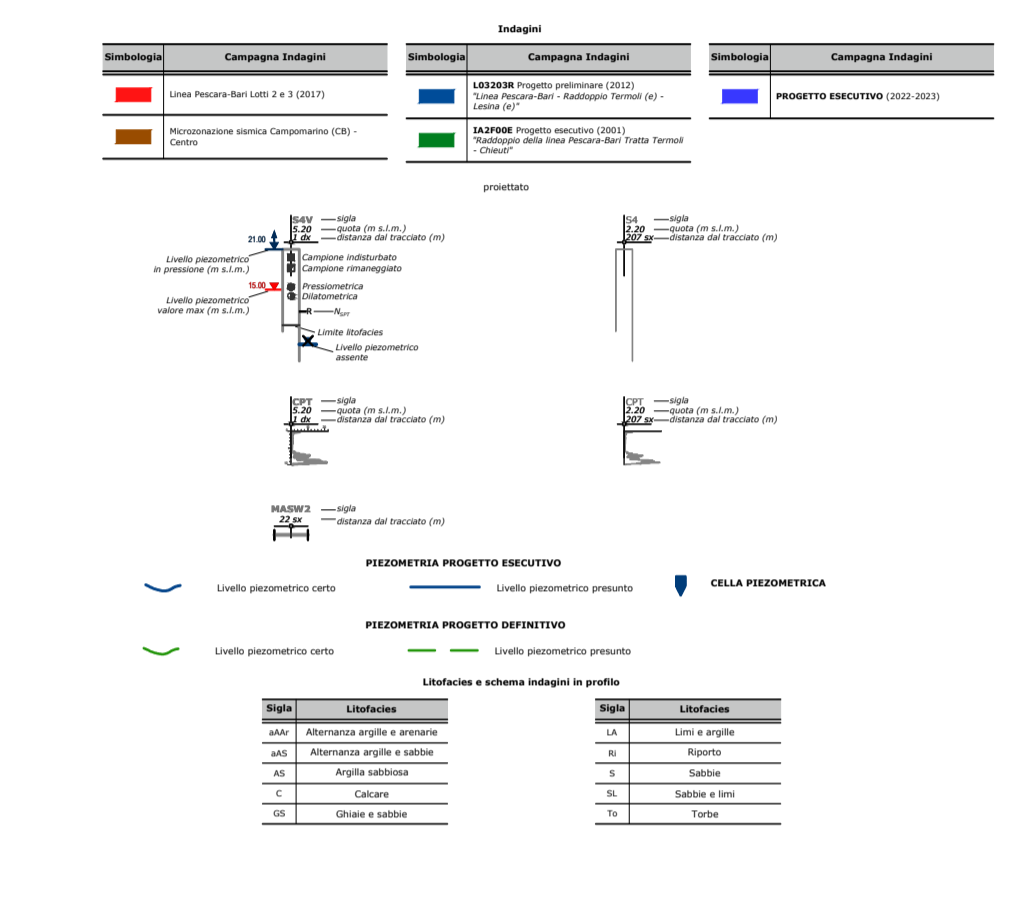 Indagini
Simbologia Campagna Indagini
Linea Pescara-Bari Lotti 2 e 3 (2017)
Microzonazione sismica Campomarino (CB) -
Centro
Simbologia Campagna Indagini
L03203R Progetto preliminare (2012)
"Linea Pescara-Bari - Raddoppio Termoli (e) -
Lesina (e)"
IA2F00E Progetto esecutivo (2001)
"Raddoppio della linea Pescara-Bari Tratta Termoli
- Chieuti"
Simbologia Campagna Indagini
PROGETTO ESECUTIVO (2022-2023)
proiettato
S4V sigla
5.20 quota (m s.l.m.)
1 dx distanza dal tracciato (m)
21.00
Livello piezometrico
in pressione (m s.l.m.)
Campione indisturbato
Campione rimaneggiato
15.00
Livello piezometrico
valore max (m s.l.m.)
Pressiometrica
Dilatometrica
R NSPT
Limite litofacies
Livello piezometrico
assente
S4 sigla
2.20 quota (m s.l.m.)
207 sx distanza dal tracciato (m)
CPT sigla
5.20 quota (m s.l.m.)
1 dx distanza dal tracciato (m)
CPT sigla
2.20 quota (m s.l.m.)
207 sx distanza dal tracciato (m)
MASW2 sigla
22 sx distanza dal tracciato (m)
PIEZOMETRIA PROGETTO ESECUTIVO
Livello piezometrico certo Livello piezometrico presunto CELLA PIEZOMETRICA
PIEZOMETRIA PROGETTO DEFINITIVO
Livello piezometrico certo Livello piezometrico presunto
Litofacies e schema indagini in profilo
Sigla Litofacies
aAAr Alternanza argille e arenarie
aAS Alternanza argille e sabbie
AS Argilla sabbiosa
C Calcare
GS Ghiaie e sabbie
Sigla Litofacies
LA Limi e argille
Ri Riporto
S Sabbie
SL Sabbie e limi
To Torbe